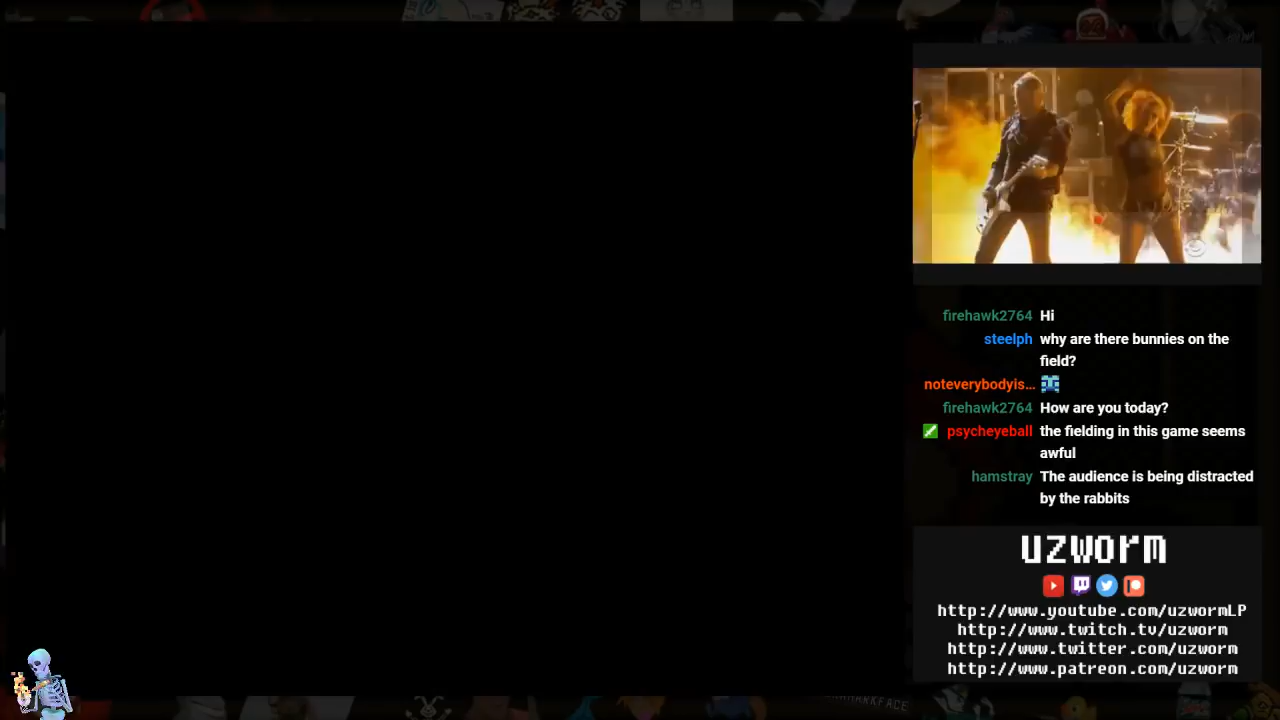 firehawk2764 Hi
steelph why are there bunnies on the
field?
noteverybodyis...
firehawk2764 How are you today?
psycheyeball the fielding in this game seems
awful
hamstray The audience is being distracted
by the rabbits
uzworm
http://www.youtube.com/uzwormLP
http://www.twitch.tv/uzworm
http://www.twitter.com/uzworm
http://www.patreon.com/uzworm